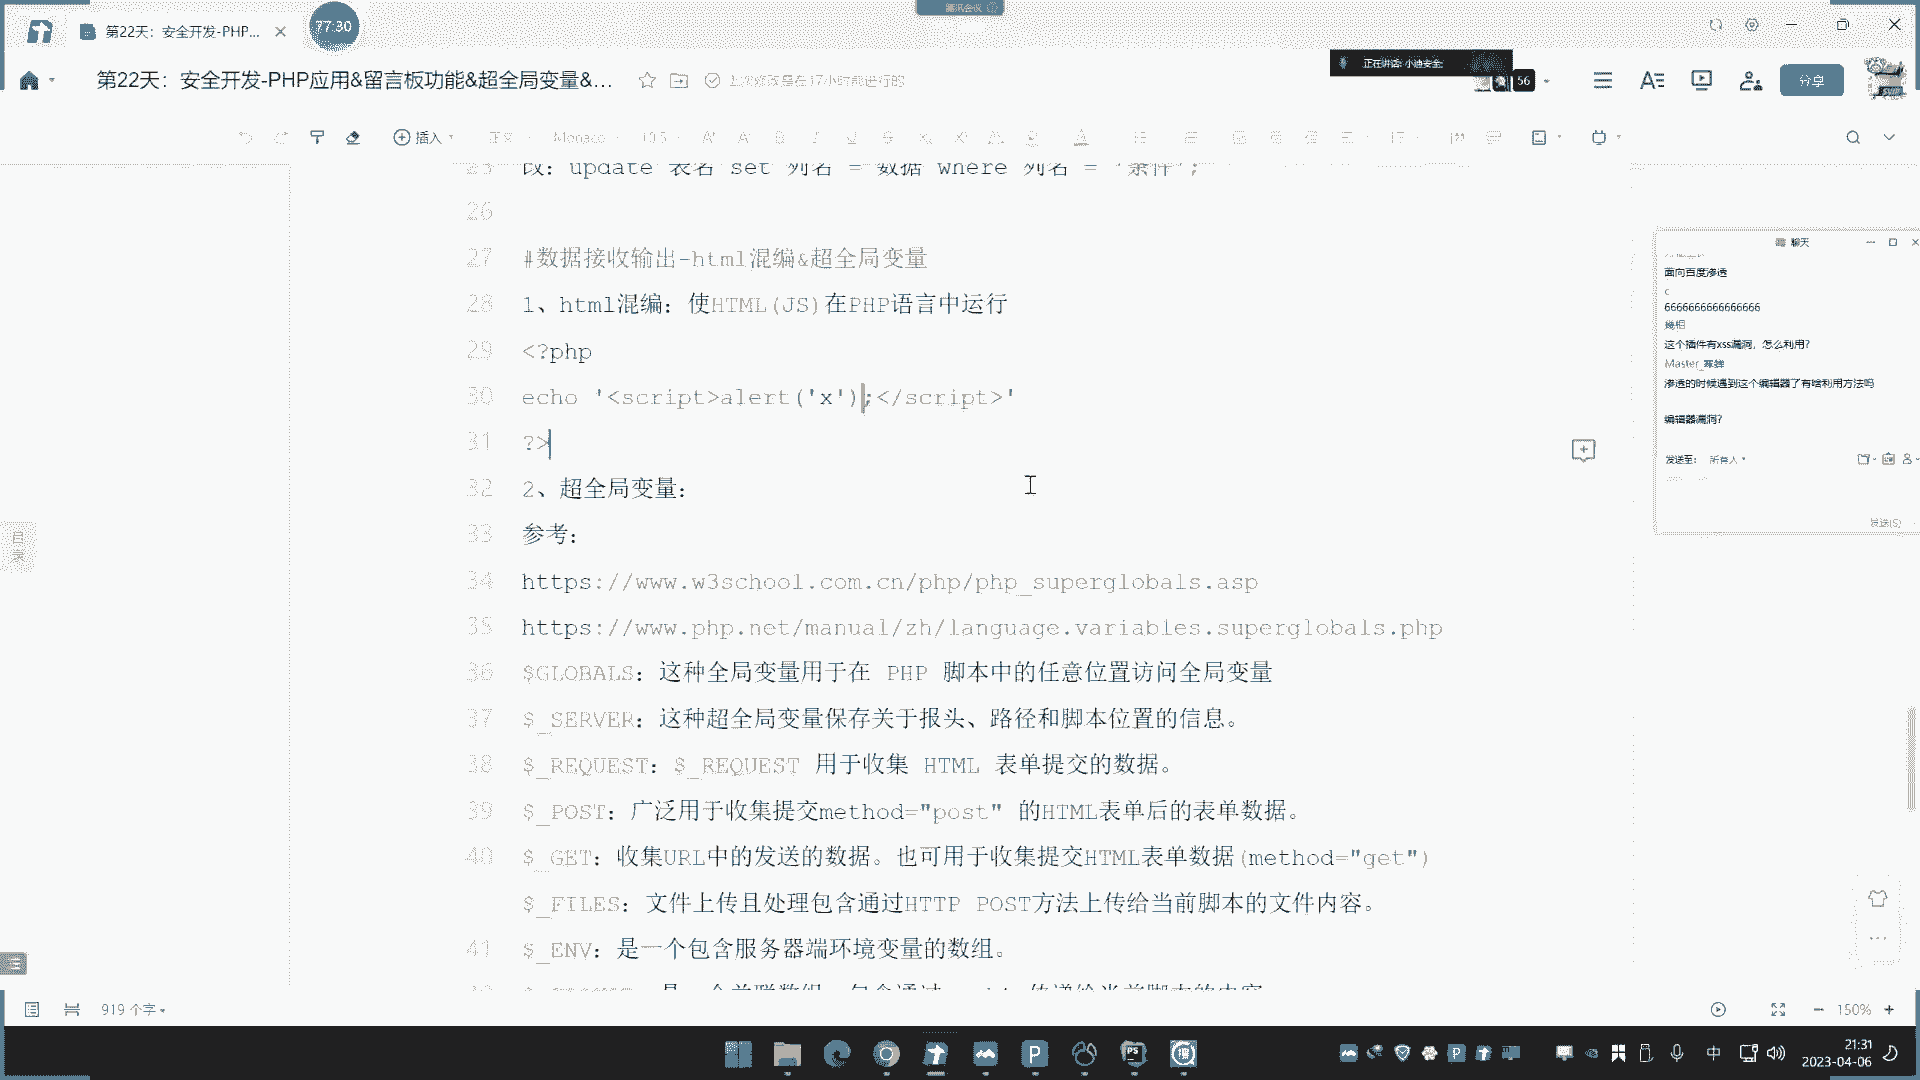 腾讯会议
第22天：安全开发-PHP...
77:30
第22天：安全开发-PHP应用&留言板功能&超全局变量&...
正在讲话: 小迪安全;
56
分享
插入
正文
Monaco
10.5
25 改：update 表名 set 列名 = 数据 where 列名 = '条件';
26
27 #数据接收输出-html混编&超全局变量
28 1、html混编：使HTML(JS)在PHP语言中运行
29 <?php
30 echo '<script>alert('x');</script>'
31 ?>
32 2、超全局变量：
33 参考：
34 https://www.w3school.com.cn/php/php_superglobals.asp
35 https://www.php.net/manual/zh/language.variables.superglobals.php
36 $GLOBALS：这种全局变量用于在 PHP 脚本中的任意位置访问全局变量
37 $_SERVER：这种超全局变量保存关于报头、路径和脚本位置的信息。
38 $_REQUEST：$_REQUEST 用于收集 HTML 表单提交的数据。
39 $_POST：广泛用于收集提交method="post" 的HTML表单后的表单数据。
40 $_GET：收集URL中的发送的数据。也可用于收集提交HTML表单数据(method="get")
$_FILES：文件上传且处理包含通过HTTP POST方法上传给当前脚本的文件内容。
41 $_ENV：是一个包含服务器端环境变量的数组。
目录
聊天
面向百度渗透
c
6666666666666666
这个插件有xss漏洞，怎么利用?
渗透的时候遇到这个编辑器了有啥利用方法吗
编辑器漏洞?
发送至: 所有人
发送(S)
919 个字
150%
中
21:31
2023-04-06